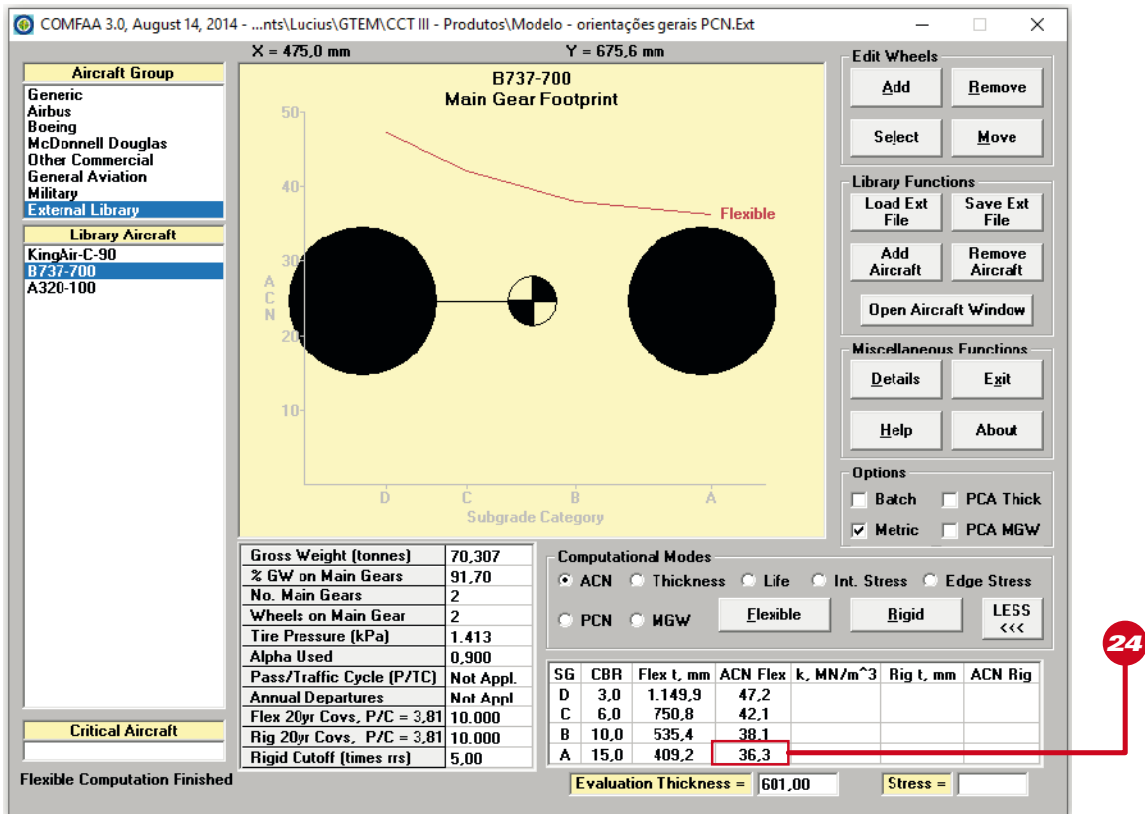 COMFAA 3.0, August 14, 2014 - ...nts\Lucius\GTEM\CCT III - Produtos\Modelo - orientações gerais PCN.Ext
X = 475,0 mm Y = 675,6 mm
Aircraft Group
Generic
Airbus
Boeing
McDonnell Douglas
Other Commercial
General Aviation
Military
External Library
Library Aircraft
KingAir-C-90
B737-700
A320-100
Critical Aircraft
Flexible Computation Finished
B737-700
Main Gear Footprint
50
40
30
20
10
A
C
N
Flexible
D C B A
Subgrade Category
Edit Wheels
Add Remove
Select Move
Library Functions
Load Ext File Save Ext File
Add Aircraft Remove Aircraft
Open Aircraft Window
Miscellaneous Functions
Details Exit
Help About
Options
Batch PCA Thick
Metric PCA MGW
Gross Weight (tonnes) 70,307
% GW on Main Gears 91,70
No. Main Gears 2
Wheels on Main Gear 2
Tire Pressure (kPa) 1.413
Alpha Used 0,900
Pass/Traffic Cycle (P/TC) Not Appl.
Annual Departures Not Appl
Flex 20yr Covs, P/C = 3,81 10.000
Rig 20yr Covs, P/C = 3,81 10.000
Rigid Cutoff (times rrs) 5,00
Computational Modes
ACN Thickness Life Int. Stress Edge Stress
PCN MGW Flexible Rigid LESS <<<
SG CBR Flex t, mm ACN Flex k, MN/m^3 Rig t, mm ACN Rig
D 3,0 1.149,9 47,2
C 6,0 750,8 42,1
B 10,0 535,4 38,1
A 15,0 409,2 36,3
Evaluation Thickness = 601,00 Stress =
24